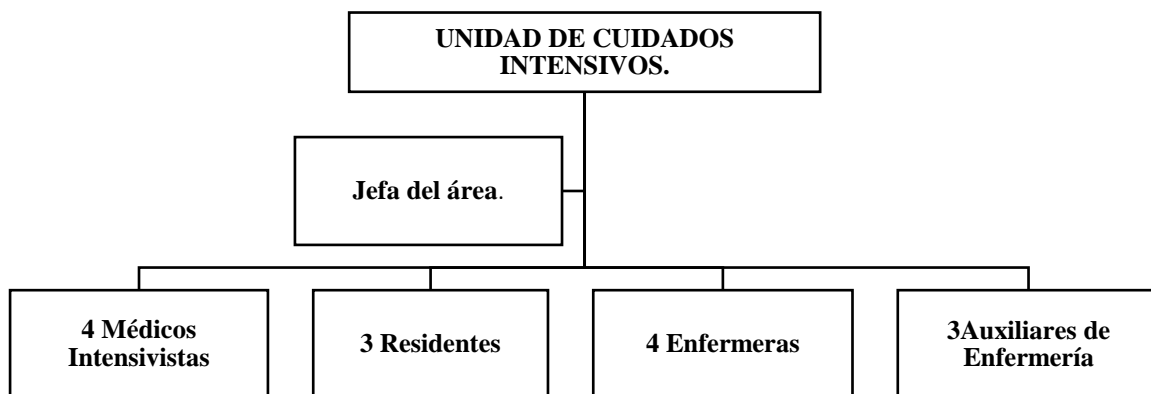 UNIDAD DE CUIDADOS
INTENSIVOS.
Jefa del área.
4 Médicos
Intensivistas
3 Residentes
4 Enfermeras
3Auxiliares de
Enfermería